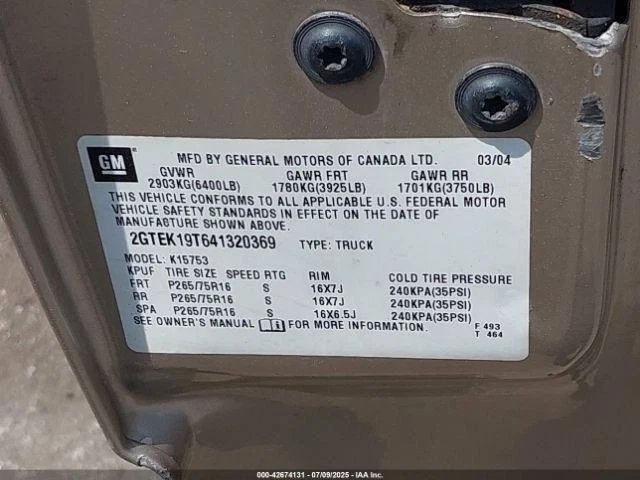 GM
MFD BY GENERAL MOTORS OF CANADA LTD. 03/04
GVWR GAWR FRT GAWR RR
2903KG(6400LB) 1780KG(3925LB) 1701KG(3750LB)
THIS VEHICLE CONFORMS TO ALL APPLICABLE U.S. FEDERAL MOTOR
VEHICLE SAFETY STANDARDS IN EFFECT ON THE DATE OF
MANUFACTURE SHOWN ABOVE.
2GTEK19T641320369 TYPE: TRUCK
MODEL: K15753
KPUF TIRE SIZE SPEED RTG RIM COLD TIRE PRESSURE
FRT P265/75R16 S 16X7J 240KPA(35PSI)
RR P265/75R16 S 16X7J 240KPA(35PSI)
SPA P265/75R16 S 16X6.5J 240KPA(35PSI)
SEE OWNER'S MANUAL FOR MORE INFORMATION. F 493
T 464
000-42674131 - 07/09/2025 - IAA Inc.